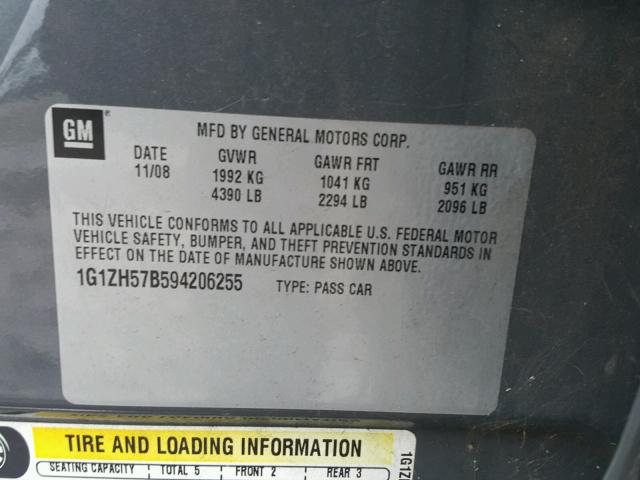 GM ®
MFD BY GENERAL MOTORS CORP.
DATE GVWR GAWR FRT GAWR RR
11/08 1992 KG 1041 KG 951 KG
4390 LB 2294 LB 2096 LB
THIS VEHICLE CONFORMS TO ALL APPLICABLE U.S. FEDERAL MOTOR
VEHICLE SAFETY, BUMPER, AND THEFT PREVENTION STANDARDS IN
EFFECT ON THE DATE OF MANUFACTURE SHOWN ABOVE.
1G1ZH57B594206255 TYPE: PASS CAR
TIRE AND LOADING INFORMATION
SEATING CAPACITY TOTAL 5 FRONT 2 REAR 3
1G1Z